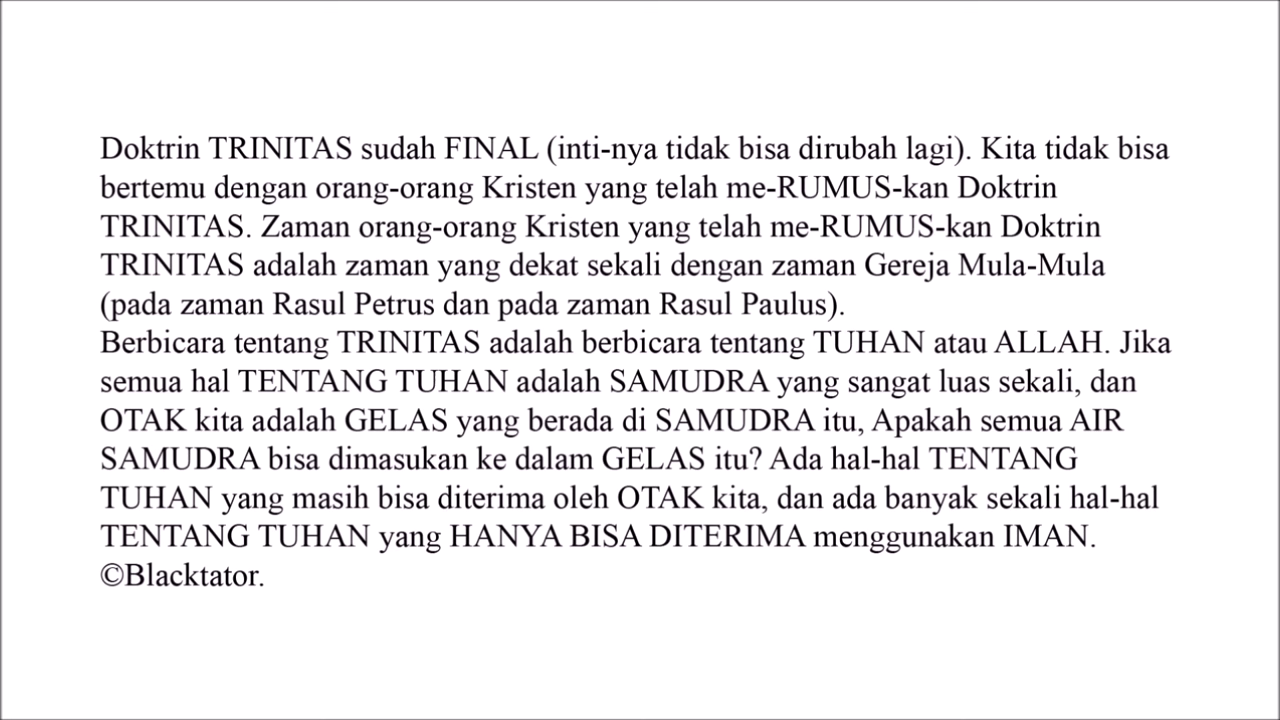 Doktrin TRINITAS sudah FINAL (inti-nya tidak bisa dirubah lagi). Kita tidak bisa
bertemu dengan orang-orang Kristen yang telah me-RUMUS-kan Doktrin
TRINITAS. Zaman orang-orang Kristen yang telah me-RUMUS-kan Doktrin
TRINITAS adalah zaman yang dekat sekali dengan zaman Gereja Mula-Mula
(pada zaman Rasul Petrus dan pada zaman Rasul Paulus).
Berbicara tentang TRINITAS adalah berbicara tentang TUHAN atau ALLAH. Jika
semua hal TENTANG TUHAN adalah SAMUDRA yang sangat luas sekali, dan
OTAK kita adalah GELAS yang berada di SAMUDRA itu, Apakah semua AIR
SAMUDRA bisa dimasukan ke dalam GELAS itu? Ada hal-hal TENTANG
TUHAN yang masih bisa diterima oleh OTAK kita, dan ada banyak sekali hal-hal
TENTANG TUHAN yang HANYA BISA DITERIMA menggunakan IMAN.
©Blacktator.